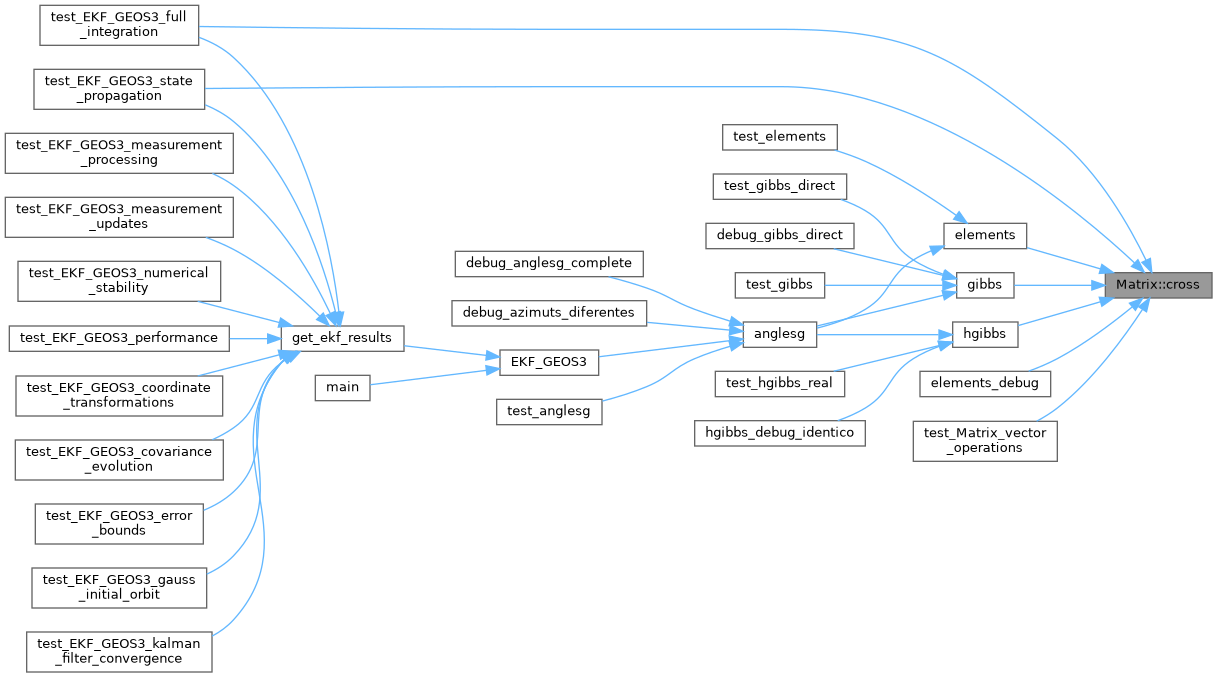 test_EKF_GEOS3_full
_integration
test_EKF_GEOS3_state
_propagation
test_EKF_GEOS3_measurement
_processing
test_EKF_GEOS3_measurement
_updates
test_EKF_GEOS3_numerical
_stability
test_EKF_GEOS3_performance
test_EKF_GEOS3_coordinate
_transformations
test_EKF_GEOS3_covariance
_evolution
test_EKF_GEOS3_error
_bounds
test_EKF_GEOS3_gauss
_initial_orbit
test_EKF_GEOS3_kalman
_filter_convergence
get_ekf_results
main
debug_anglesg_complete
debug_azimuts_diferentes
EKF_GEOS3
test_anglesg
test_elements
test_gibbs_direct
debug_gibbs_direct
test_gibbs
anglesg
test_hgibbs_real
hgibbs_debug_identico
elements
gibbs
hgibbs
elements_debug
test_Matrix_vector
_operations
Matrix::cross